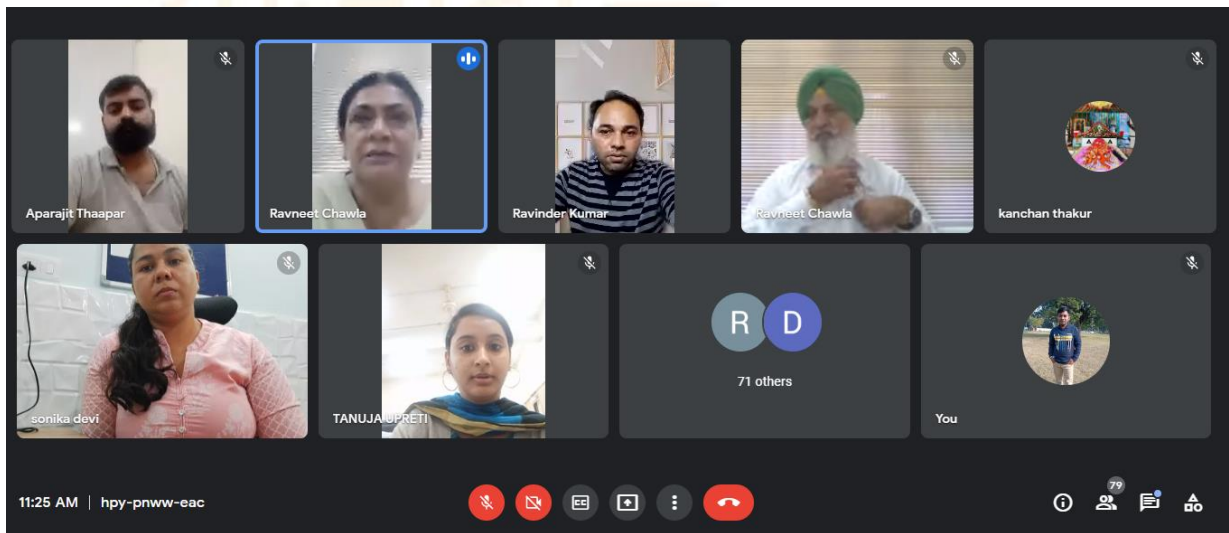 Aparajit Thaapar
Ravneet Chawla
Ravinder Kumar
Ravneet Chawla
kanchan thakur
sonika devi
TANUJA UPRETI
R D
71 others
You
11:25 AM | hpy-pnww-eac
79